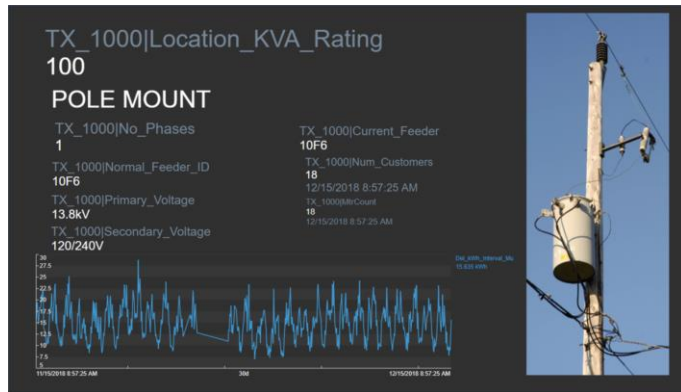 TX_1000|Location_KVA_Rating
100
POLE MOUNT
TX_1000|No_Phases
1
TX_1000|Normal_Feeder_ID
10F6
TX_1000|Primary_Voltage
13.8kV
TX_1000|Secondary_Voltage
120/240V
TX_1000|Current_Feeder
10F6
TX_1000|Num_Customers
18
12/15/2018 8:57:25 AM
TX_1000|MtrCount
18
12/15/2018 8:57:25 AM
30
27.5
25
22.5
20
17.5
15
12.5
10
7.5
5
11/15/2018 8:57:25 AM
30d
12/15/2018 8:57:25 AM